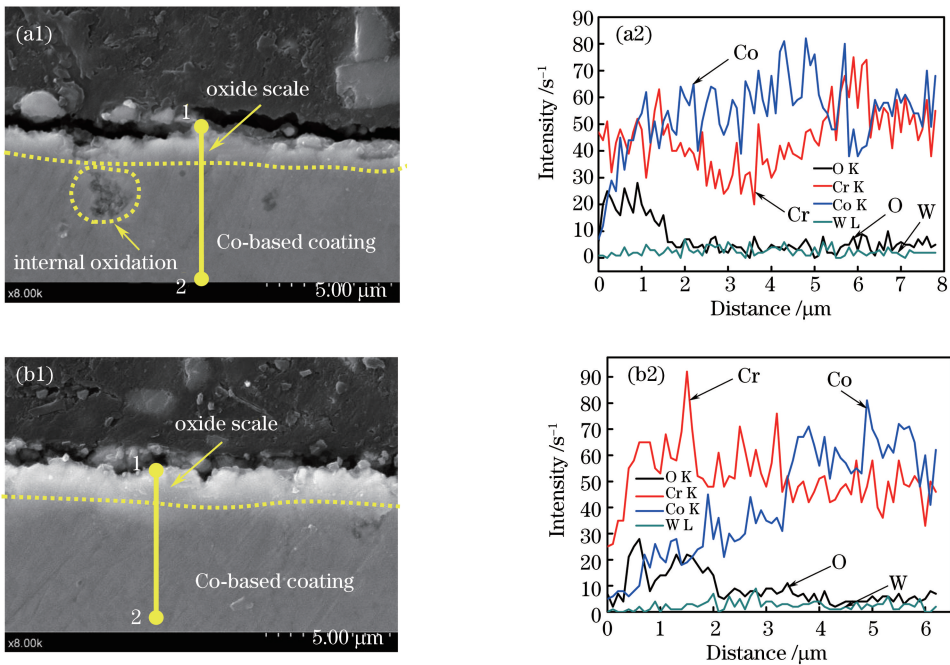 (a1)
oxide scale
1
Co-based coating
internal oxidation
2
x8.00k
5.00 μm
(a2)
Co
Cr
O
W
O K
Cr K
Co K
W L
90
80
70
60
50
40
30
20
10
0
0 1 2 3 4 5 6 7 8
Intensity /s⁻¹
Distance /μm
(b1)
oxide scale
1
Co-based coating
2
x8.00k
5.00 μm
(b2)
Cr
Co
O
W
O K
Cr K
Co K
W L
90
80
70
60
50
40
30
20
10
0
0 1 2 3 4 5 6
Intensity /s⁻¹
Distance /μm